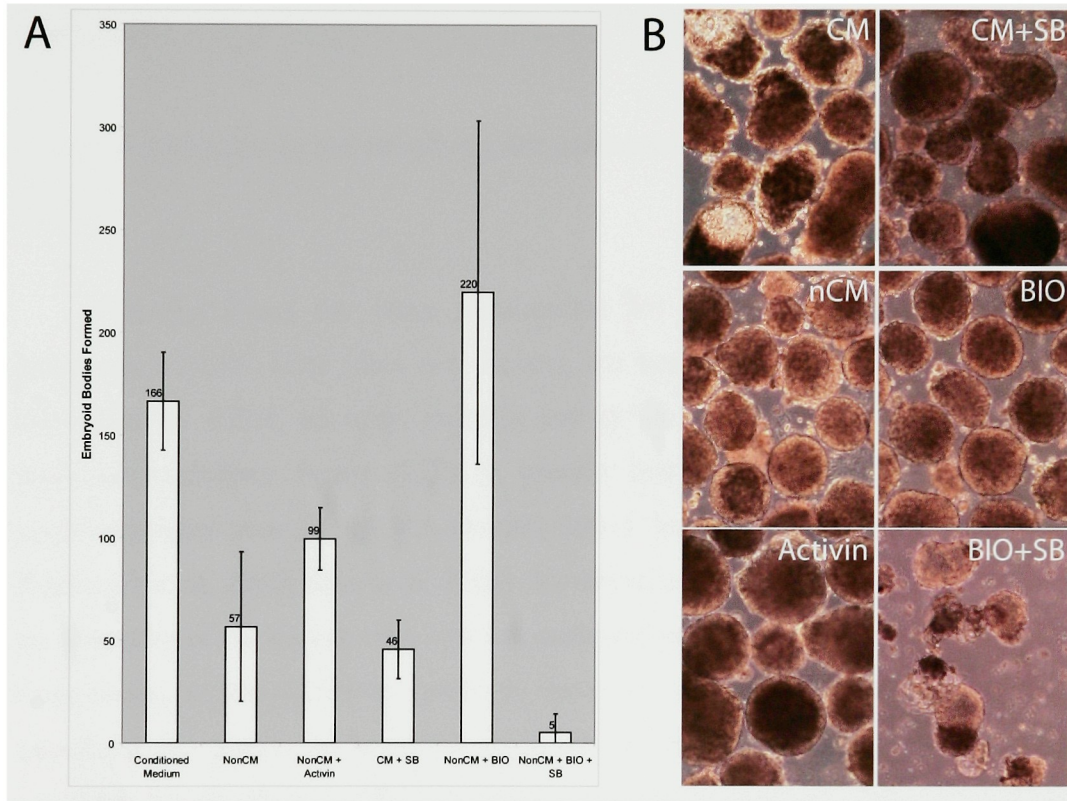 A
350
300
250
200
150
100
50
0
Embryoid Bodies Formed
166
57
99
46
220
5
Conditioned
Medium
NonCM
NonCM +
Activin
CM + SB
NonCM + BIO
NonCM + BIO +
SB
B
CM
CM+SB
nCM
BIO
Activin
BIO+SB